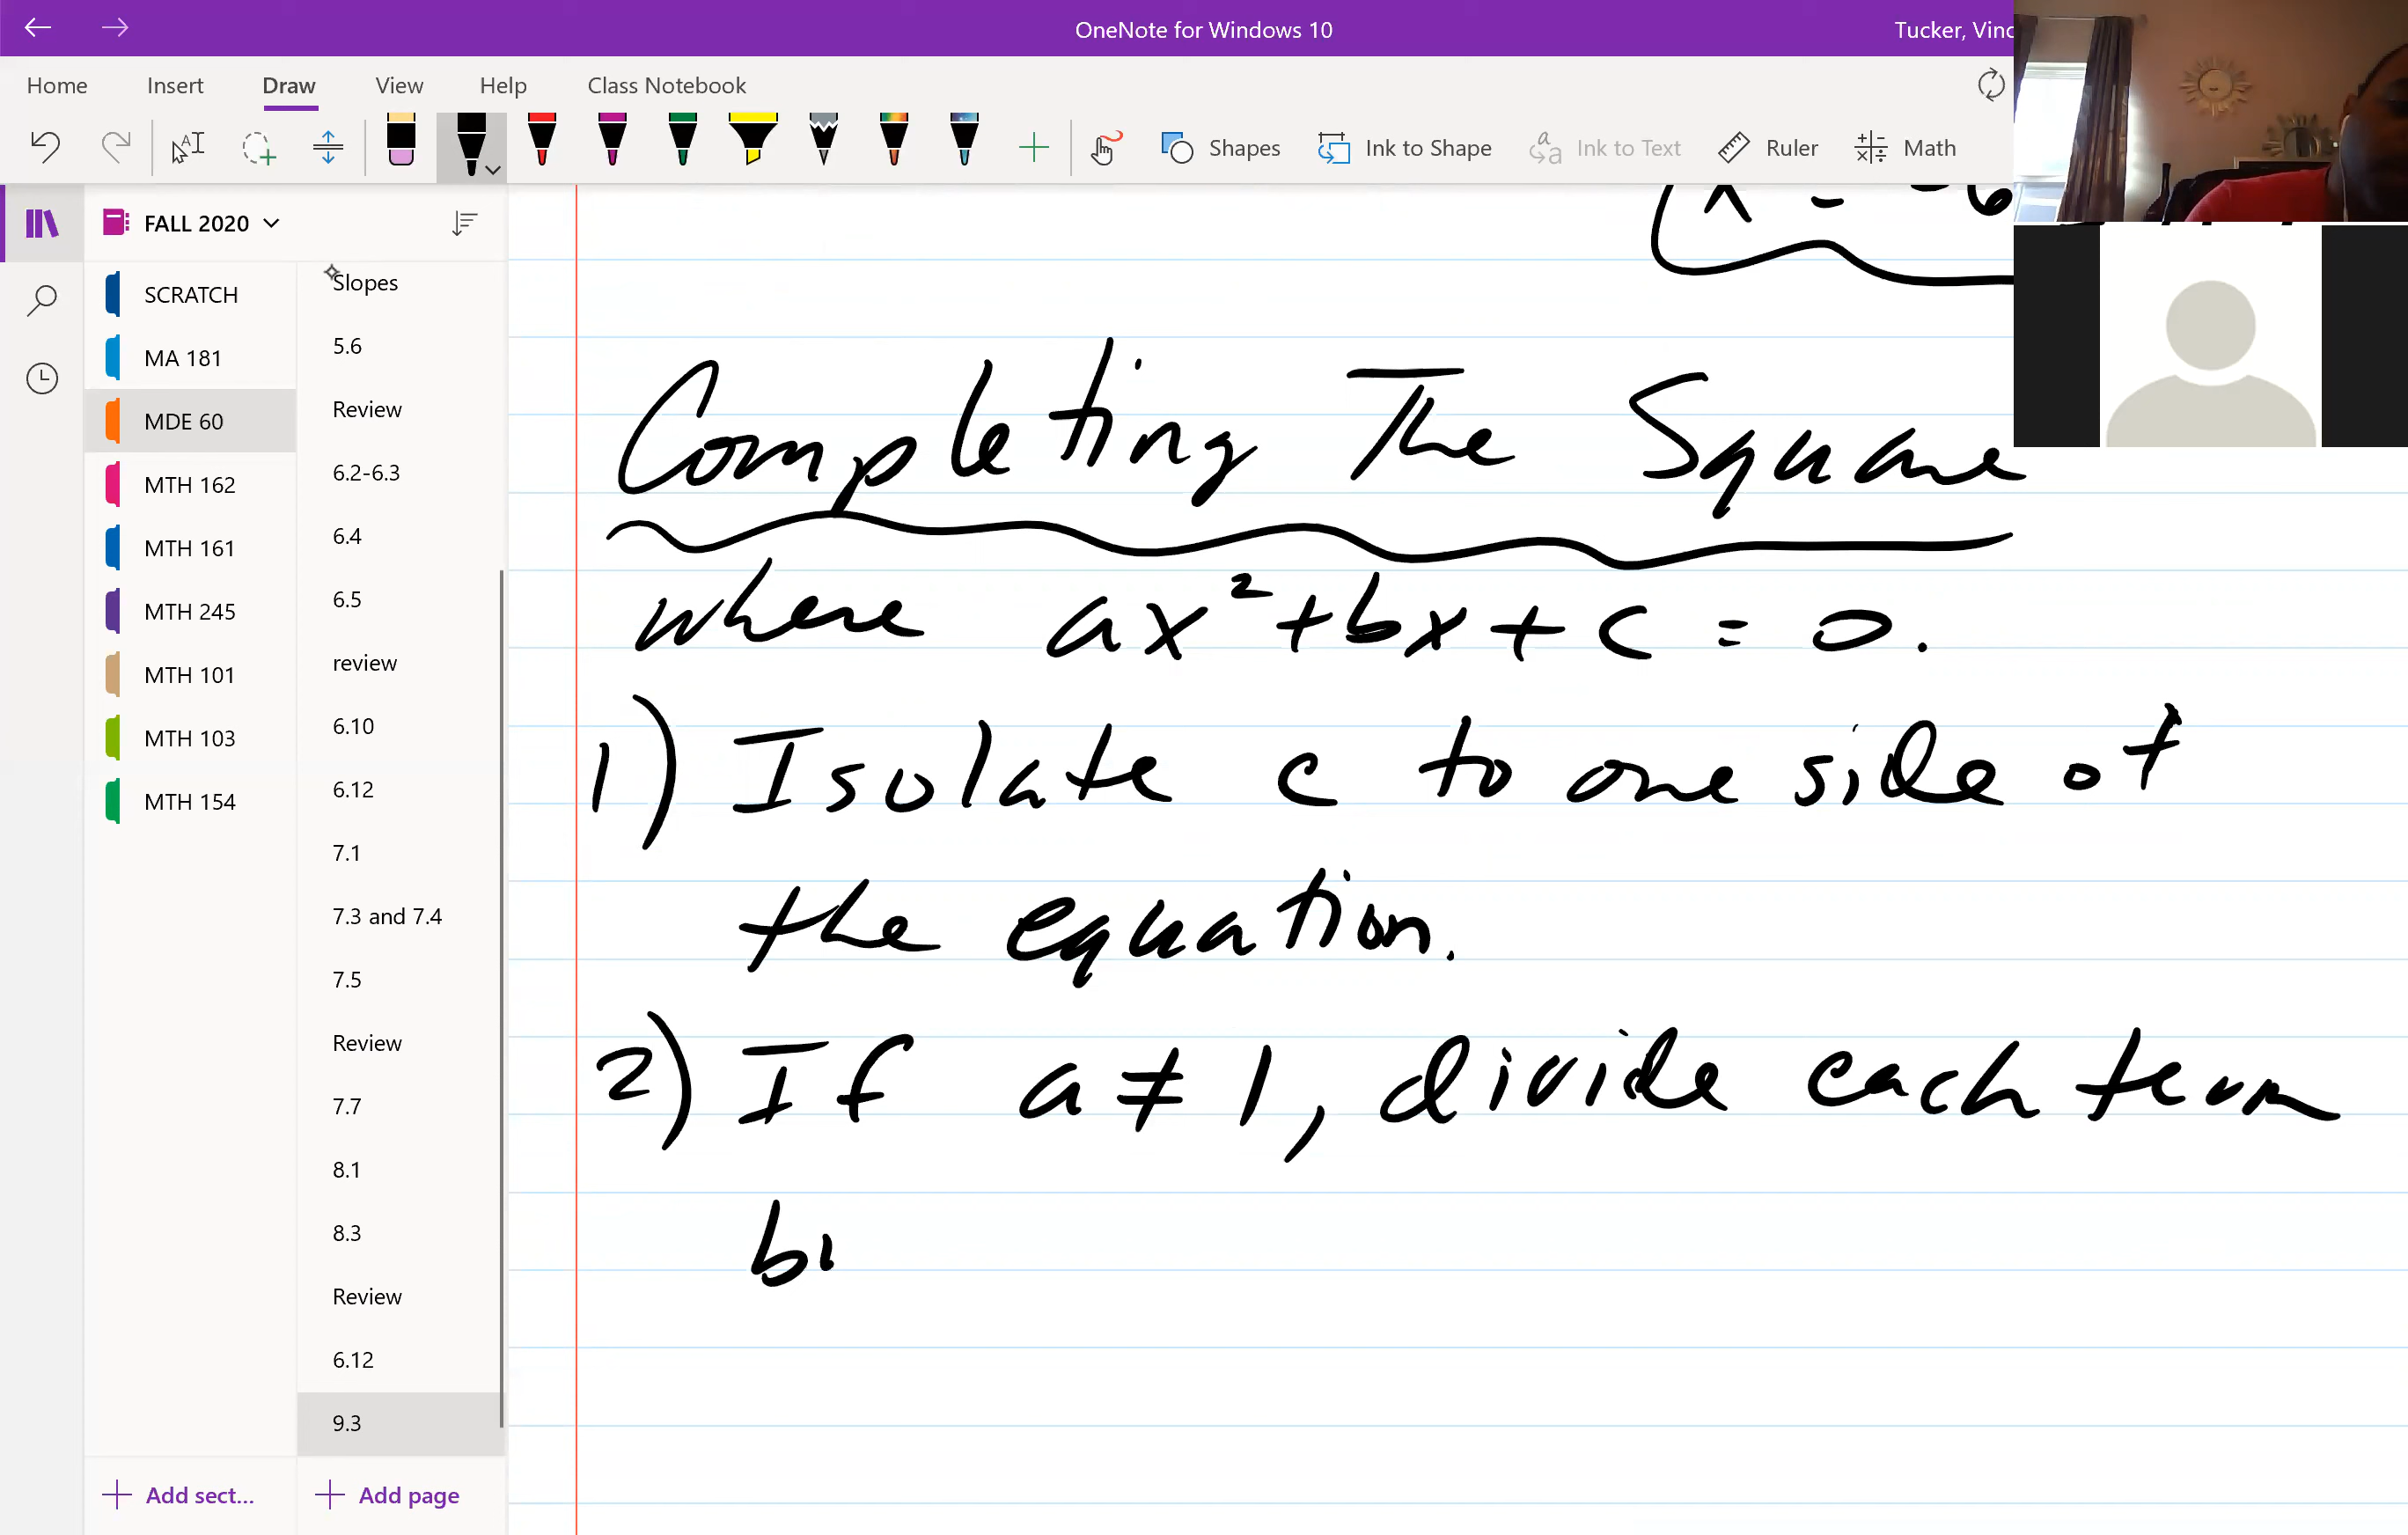 OneNote for Windows 10
Tucker, Vinc
Home Insert Draw View Help Class Notebook
Shapes Ink to Shape Ink to Text Ruler Math
FALL 2020
SCRATCH
MA 181
MDE 60
MTH 162
MTH 161
MTH 245
MTH 101
MTH 103
MTH 154
Add sect...
Slopes
5.6
Review
6.2-6.3
6.4
6.5
review
6.10
6.12
7.1
7.3 and 7.4
7.5
Review
7.7
8.1
8.3
Review
6.12
9.3
Add page
x = -6
Completing The Square
where ax²+bx+c = 0.
1) Isolate c to one side of
the equation.
2) If a ≠ 1, divide each term